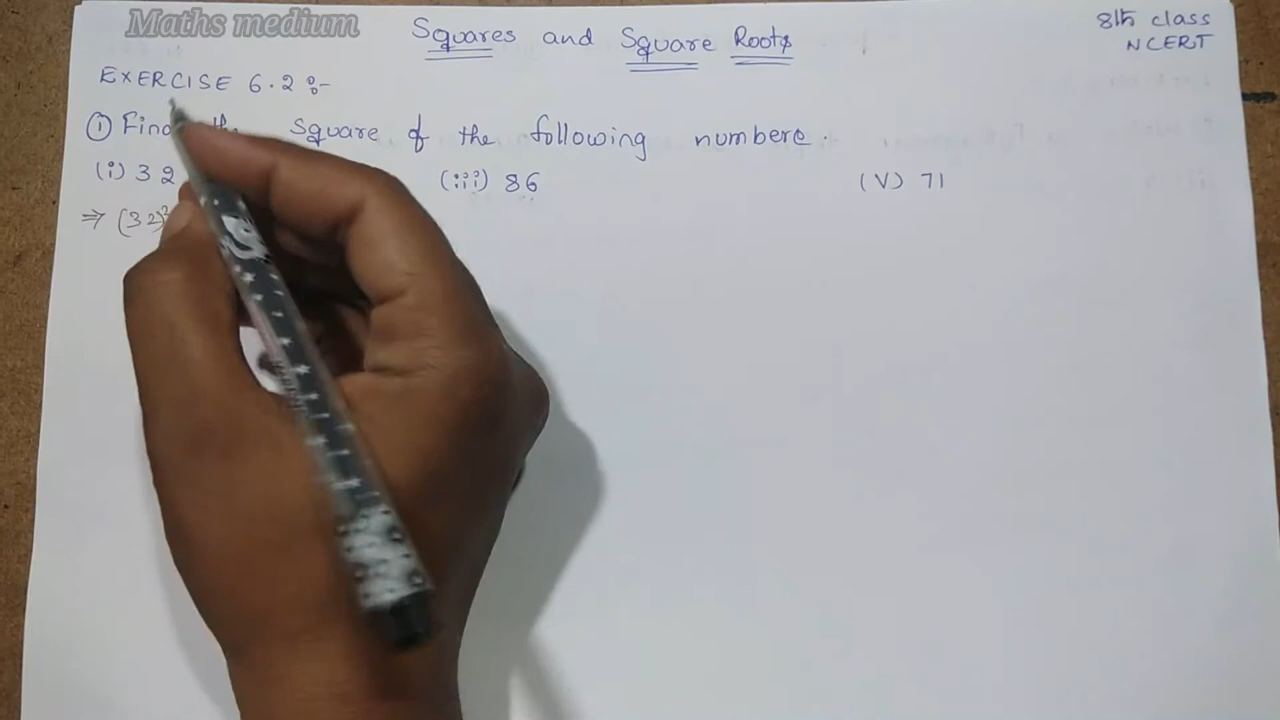 Maths medium
Squares and Square Roots
8th class
NCERT
EXERCISE 6.2 :-
① Find the square of the following numbere.
(i) 32 (iii) 86 (V) 71
⇒ (32)²